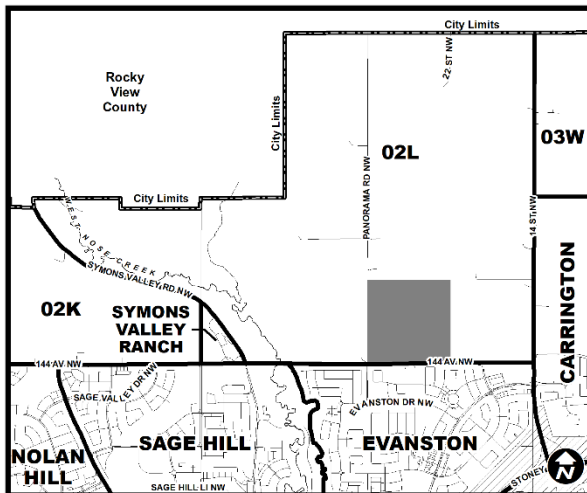 City Limits
Rocky
View
County
City Limits
22 ST NW
03W
02L
PANORAMA RD NW
City Limits
14 ST NW
WEST NOSE CREEK
SYMONS VALLEY RD NW
02K
SYMONS
VALLEY
RANCH
CARRINGTON
144 AV NW
144 AV NW
SAGE VALLEY DR NW
EVANSTON DR NW
SAGE HILL
EVANSTON
NOLAN
HILL
SAGE HILL LI NW
STONEY
N